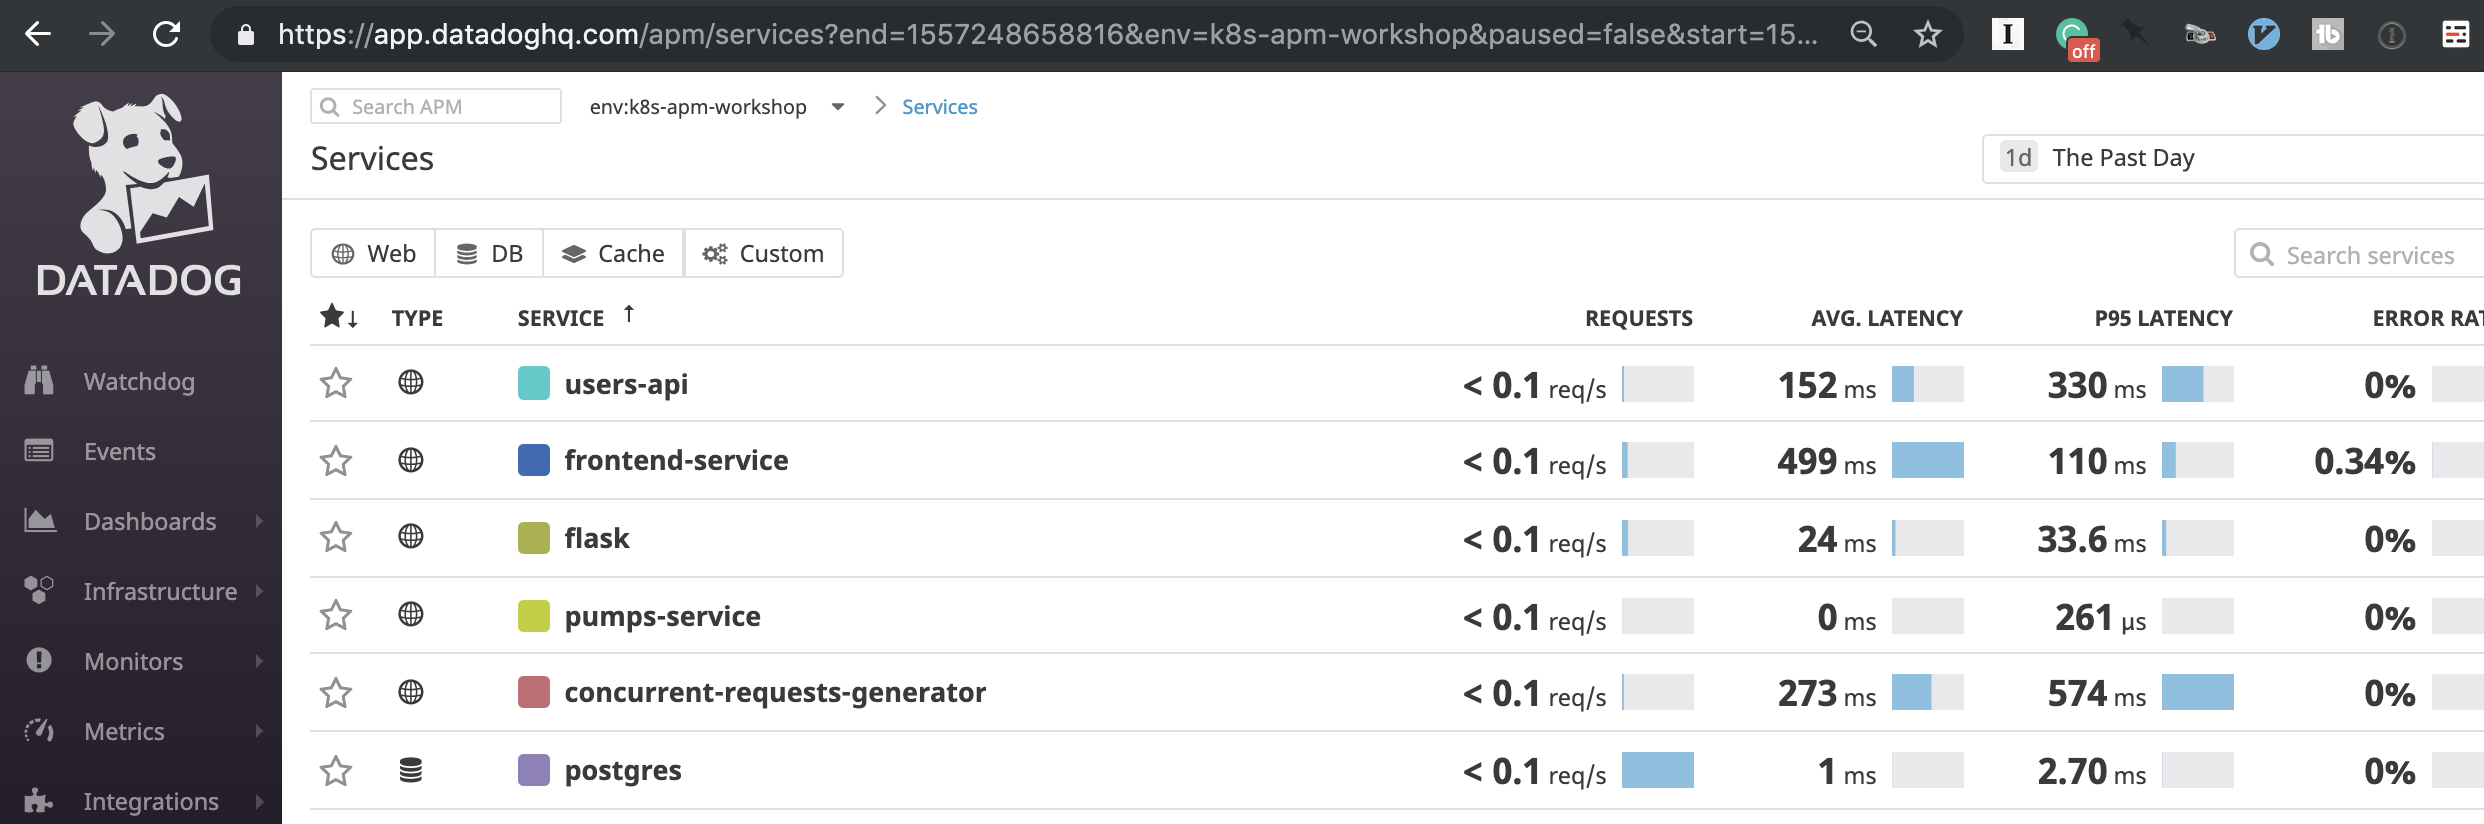 https://app.datadoghq.com/apm/services?end=1557248658816&env=k8s-apm-workshop&paused=false&start=15...
off
Search APM
env:k8s-apm-workshop > Services
Services
1d The Past Day
DATADOG
Web DB Cache Custom
Search services
TYPE SERVICE ↑ REQUESTS AVG. LATENCY P95 LATENCY ERROR RAT
users-api < 0.1 req/s 152 ms 330 ms 0%
frontend-service < 0.1 req/s 499 ms 110 ms 0.34%
flask < 0.1 req/s 24 ms 33.6 ms 0%
pumps-service < 0.1 req/s 0 ms 261 µs 0%
concurrent-requests-generator < 0.1 req/s 273 ms 574 ms 0%
postgres < 0.1 req/s 1 ms 2.70 ms 0%
Watchdog
Events
Dashboards
Infrastructure
Monitors
Metrics
Integrations